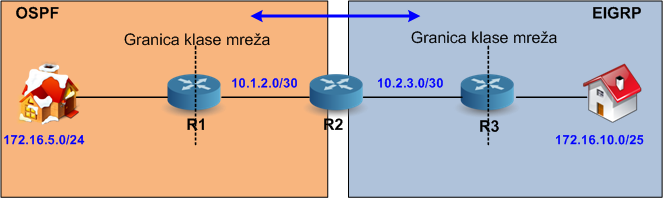 OSPF
EIGRP
Granica klase mreža
Granica klase mreža
10.1.2.0/30
10.2.3.0/30
R1
R2
R3
172.16.5.0/24
172.16.10.0/25